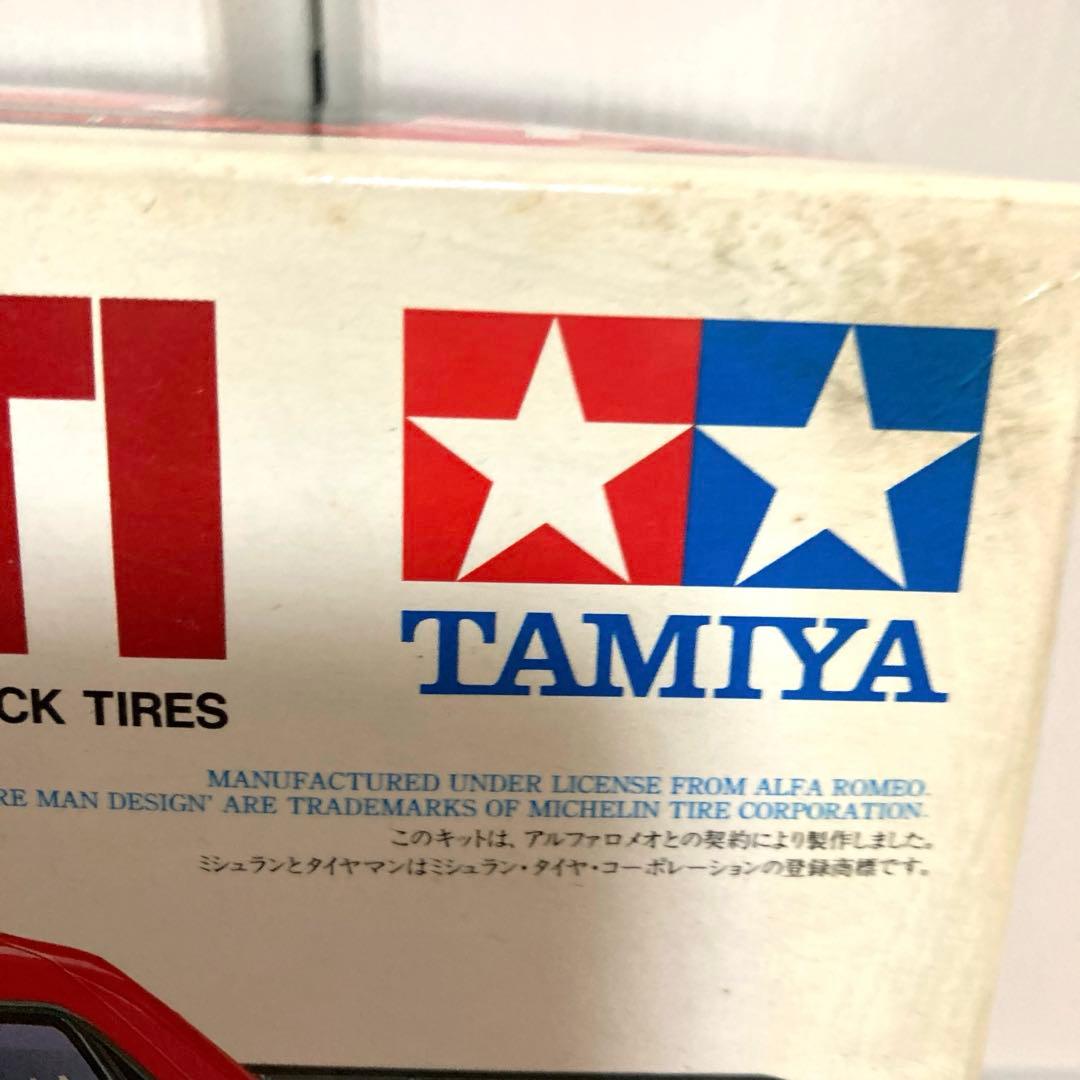 TI
TAMIYA
CK TIRES
MANUFACTURED UNDER LICENSE FROM ALFA ROMEO.
RE MAN DESIGN' ARE TRADEMARKS OF MICHELIN TIRE CORPORATION.
このキットは、アルファロメオとの契約により製作しました。
ミシュランとタイヤマンはミシュラン・タイヤ・コーポレーションの登録商標です。